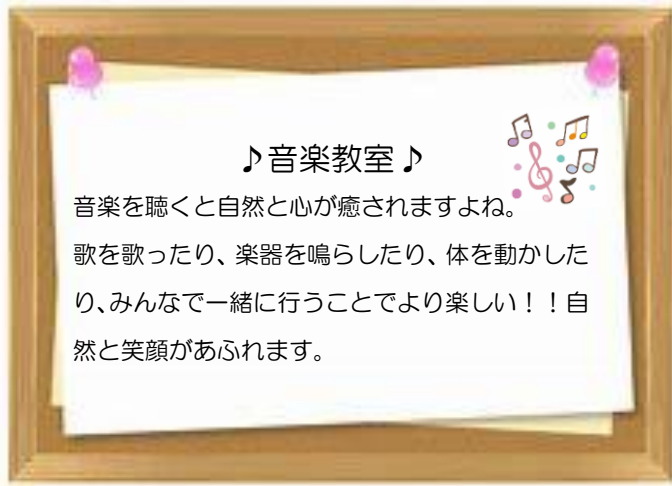 ♪音楽教室♪
音楽を聴くと自然と心が癒されますよね。
歌を歌ったり、楽器を鳴らしたり、体を動かした
り、みんなで一緒に行うことでより楽しい！！自
然と笑顔があふれます。